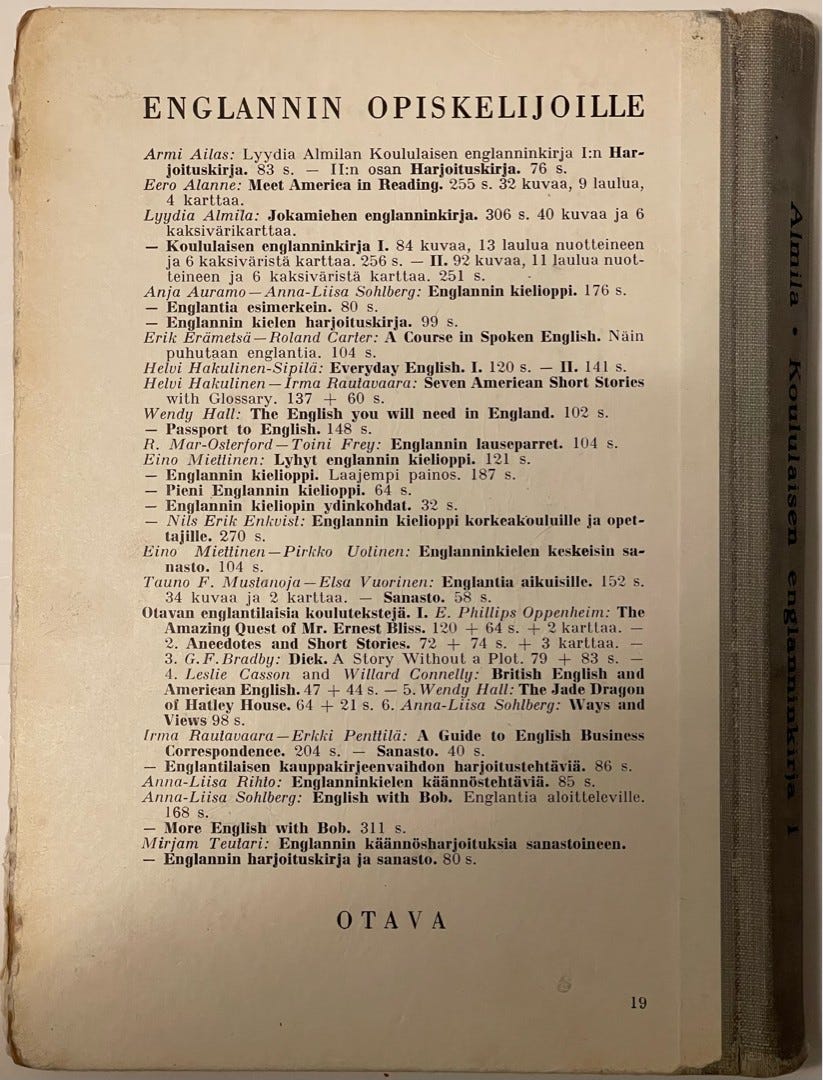 ENGLANNIN OPISKELIJOILLE
Armi Ailas: Lyydia Almilan Koululaisen englanninkirja I:n Har-
joituskirja. 83 s. — II:n osan Harjoituskirja. 76 s.
Eero Alanne: Meet America in Reading. 255 s. 32 kuvaa, 9 laulua,
4 karttaa.
Lyydia Almila: Jokamiehen englanninkirja. 306 s. 40 kuvaa ja 6
kaksivärikarttaa.
— Koululaisen englanninkirja I. 84 kuvaa, 13 laulua nuotteineen
ja 6 kaksiväristä karttaa. 256 s. — II. 92 kuvaa, 11 laulua nuot-
teineen ja 6 kaksiväristä karttaa. 251 s.
Anja Auramo—Anna-Liisa Sohlberg: Englannin kielioppi. 176 s.
— Englantia esimerkein. 80 s.
— Englannin kielen harjoituskirja. 99 s.
Erik Erämetsä—Roland Carter: A Course in Spoken English. Näin
puhutaan englantia. 104 s.
Helvi Hakulinen-Sipilä: Everyday English. I. 120 s. — II. 141 s.
Helvi Hakulinen—Irma Rautavaara: Seven American Short Stories
with Glossary. 137 + 60 s.
Wendy Hall: The English you will need in England. 102 s.
— Passport to English. 148 s.
R. Mar-Osterford—Toini Frey: Englannin lauseparret. 104 s.
Eino Miettinen: Lyhyt englannin kielioppi. 121 s.
— Englannin kielioppi. Laajempi painos. 187 s.
— Pieni Englannin kielioppi. 64 s.
— Englannin kieliopin ydinkohdat. 32 s.
— Nils Erik Enkvist: Englannin kielioppi korkeakouluille ja opet-
tajille. 270 s.
Eino Miettinen—Pirkko Uolinen: Englanninkielen keskeisin sa-
nasto. 104 s.
Tauno F. Mustanoja—Elsa Vuorinen: Englantia aikuisille. 152 s.
34 kuvaa ja 2 karttaa. — Sanasto. 58 s.
Otavan englantilaisia koulutekstejä. I. E. Phillips Oppenheim: The
Amazing Quest of Mr. Ernest Bliss. 120 + 64 s. + 2 karttaa. —
2. Anecdotes and Short Stories. 72 + 74 s. + 3 karttaa. —
3. G. F. Bradby: Dick. A Story Without a Plot. 79 + 83 s. —
4. Leslie Casson and Willard Connelly: British English and
American English. 47 + 44 s. — 5. Wendy Hall: The Jade Dragon
of Hatley House. 64 + 21 s. 6. Anna-Liisa Sohlberg: Ways and
Views 98 s.
Irma Rautavaara—Erkki Penttilä: A Guide to English Business
Correspondence. 204 s. — Sanasto. 40 s.
— Englantilaisen kauppakirjeenvaihdon harjoitustehtäviä. 86 s.
Anna-Liisa Rihto: Englanninkielen käännöstehtäviä. 85 s.
Anna-Liisa Sohlberg: English with Bob. Englantia aloitteleville.
168 s.
— More English with Bob. 311 s.
Mirjam Teutari: Englannin käännösharjoituksia sanastoineen.
— Englannin harjoituskirja ja sanasto. 80 s.
OTAVA
19
Almila • Koululaisen englanninkirja I